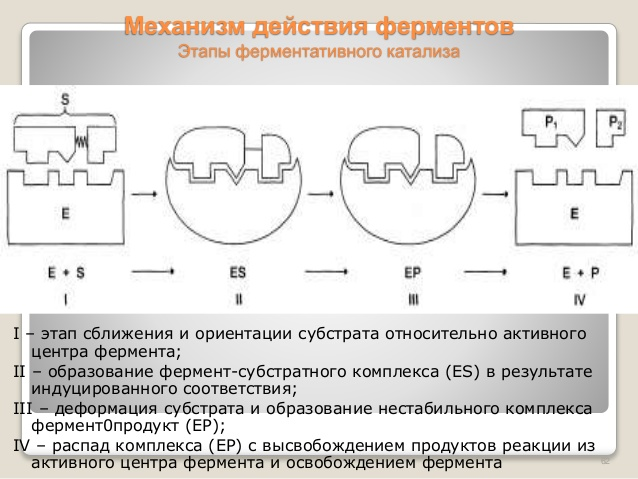 Механизм действия ферментов
Этапы ферментативного катализа
S
P1 P2
E E
E + S ES EP E + P
I II III IV
I – этап сближения и ориентации субстрата относительно активного
центра фермента;
II – образование фермент-субстратного комплекса (ES) в результате
индуцированного соответствия;
III – деформация субстрата и образование нестабильного комплекса
фермент0продукт (EP);
IV – распад комплекса (EP) с высвобождением продуктов реакции из
активного центра фермента и освобождением фермента